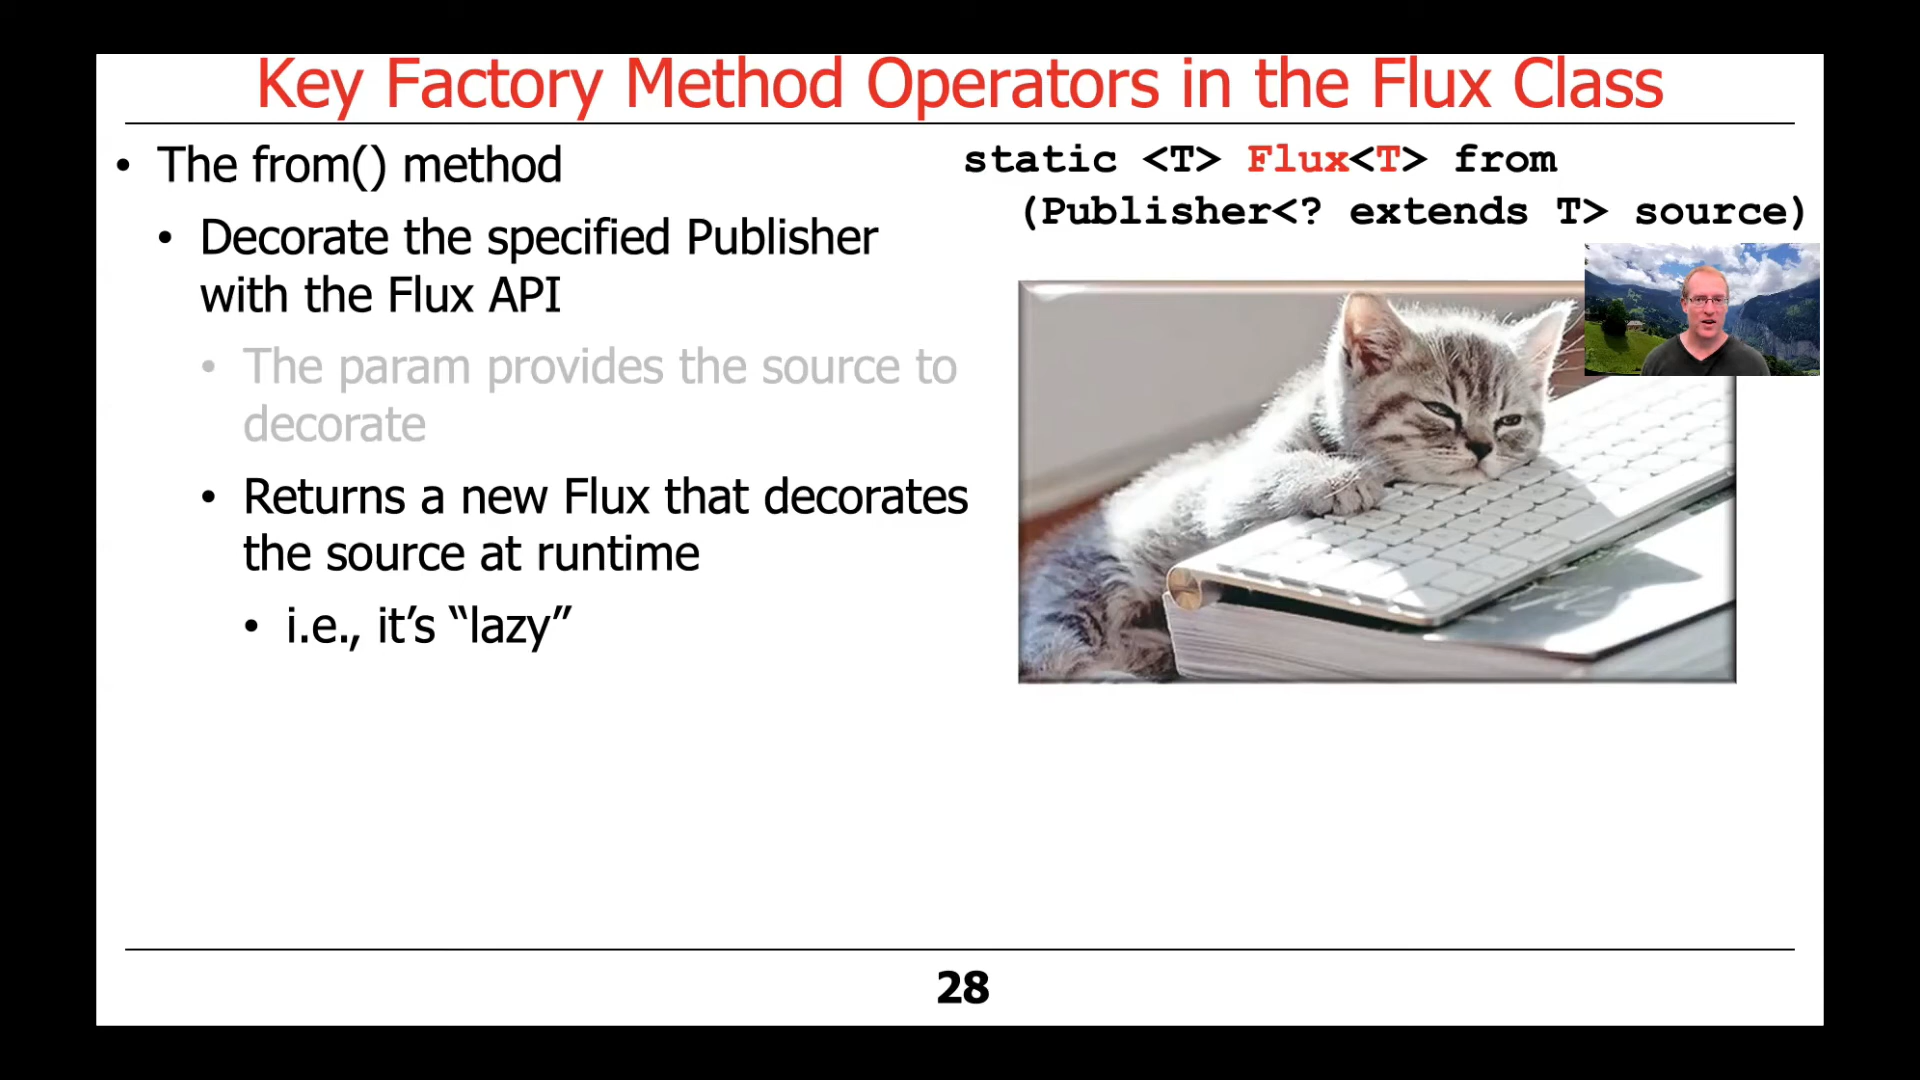 Key Factory Method Operators in the Flux Class
• The from() method
static <T> Flux<T> from
(Publisher<? extends T> source)
• Decorate the specified Publisher
with the Flux API
• The param provides the source to
decorate
• Returns a new Flux that decorates
the source at runtime
• i.e., it’s “lazy”
28